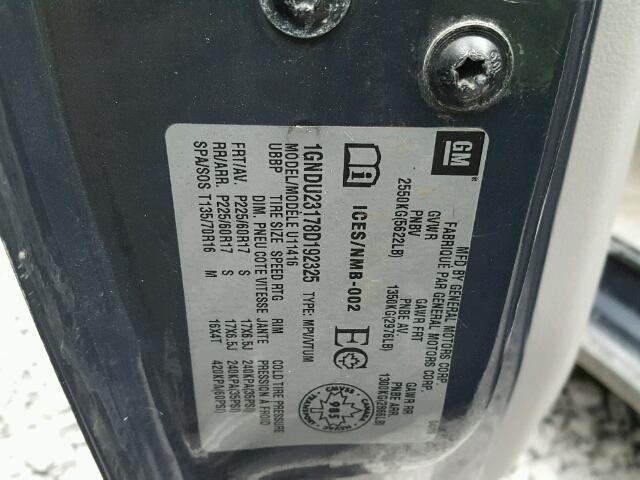 GM
MFD BY GENERAL MOTORS CORP.
FABRIQUE PAR GENERAL MOTORS CORP.
GVWR GAWR FRT GAWR RR
PNBV PNBE AV. PNBE ARR.
2550KG(5622LB) 1350KG(2976LB) 1300KG(2866LB)
ICES/NMB-002
985
1GNDU23178D192325 TYPE: MPV/VTUM
MODEL/MODÈLE U11416
UBBP TIRE SIZE SPEED RTG RIM COLD TIRE PRESSURE
DIM. PNEU COTE VITESSE JANTE PRESSION A FROID
FRT/AV. P225/60R17 S 17X6.5J 240KPA(35PSI)
RR/ARR. P225/60R17 S 17X6.5J 240KPA(35PSI)
SPA/SOS T135/70R16 M 16X4T 420KPA(60PSI)